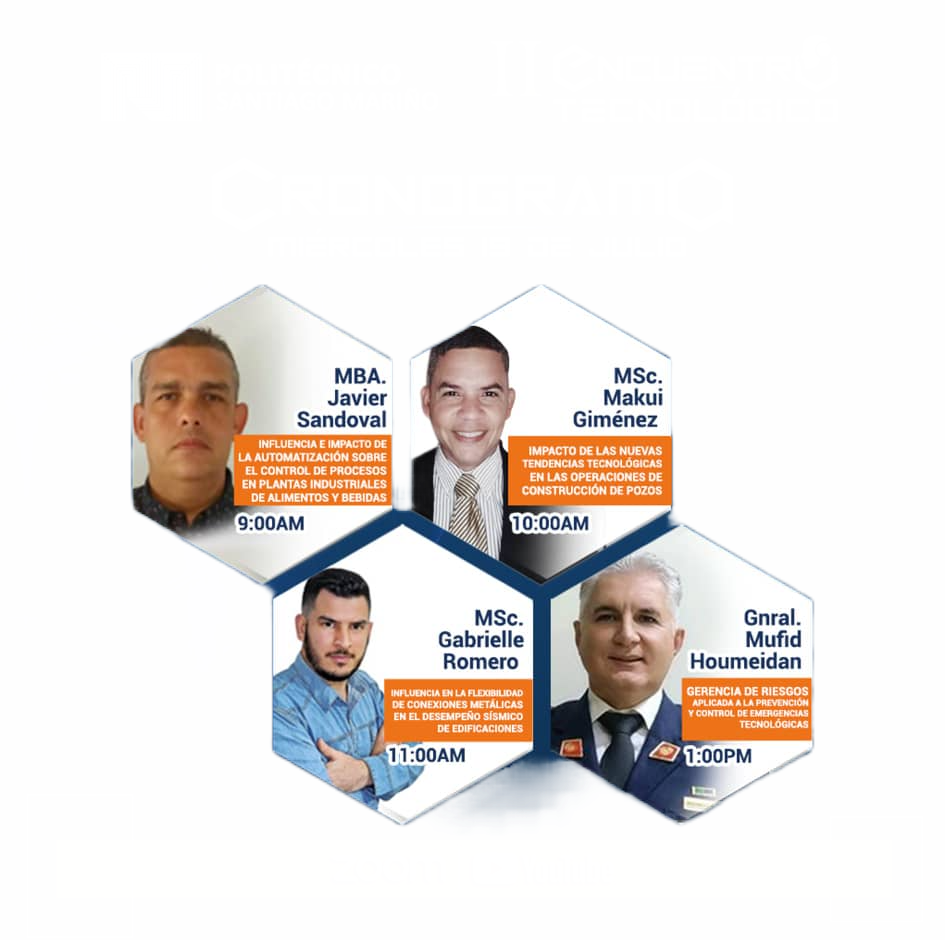 MBA.
Javier
Sandoval
INFLUENCIA E IMPACTO DE
LA AUTOMATIZACIÓN SOBRE
EL CONTROL DE PROCESOS
EN PLANTAS INDUSTRIALES
DE ALIMENTOS Y BEBIDAS
9:00AM
MSc.
Makui
Giménez
IMPACTO DE LAS NUEVAS
TENDENCIAS TECNOLÓGICAS
EN LAS OPERACIONES DE
CONSTRUCCIÓN DE POZOS
10:00AM
MSc.
Gabrielle
Romero
INFLUENCIA EN LA FLEXIBILIDAD
DE CONEXIONES METÁLICAS
EN EL DESEMPEÑO SÍSMICO
DE EDIFICACIONES
11:00AM
Gnral.
Mufid
Houmeidan
GERENCIA DE RIESGOS
APLICADA A LA PREVENCIÓN
Y CONTROL DE EMERGENCIAS
TECNOLÓGICAS
1:00PM